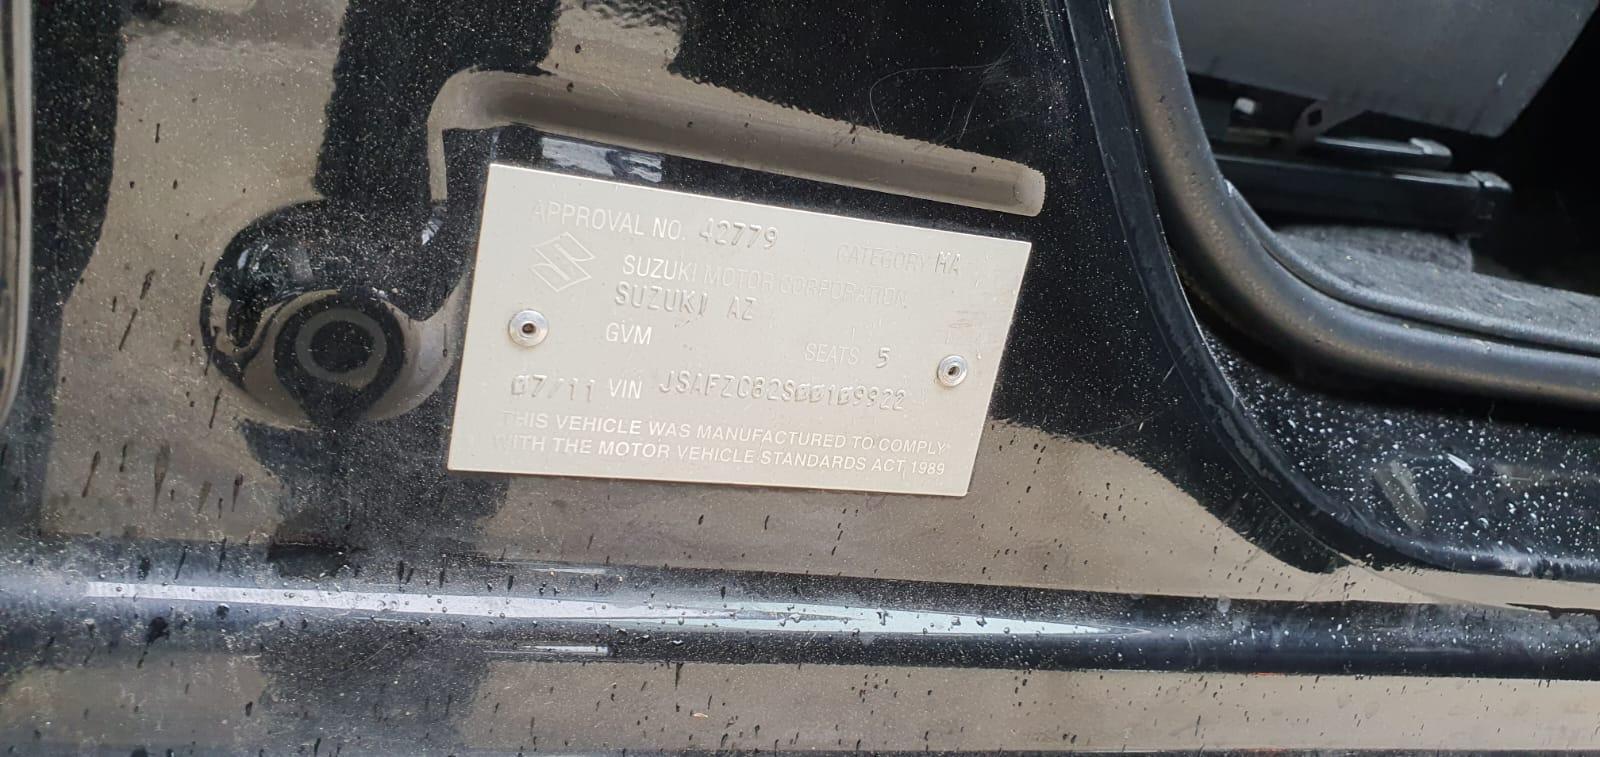 APPROVAL NO. 42779 CATEGORY MA
SUZUKI MOTOR CORPORATION
SUZUKI AZ
GVM SEATS 5
07/11 VIN JSAFZC82S00109922
THIS VEHICLE WAS MANUFACTURED TO COMPLY
WITH THE MOTOR VEHICLE STANDARDS ACT, 1989